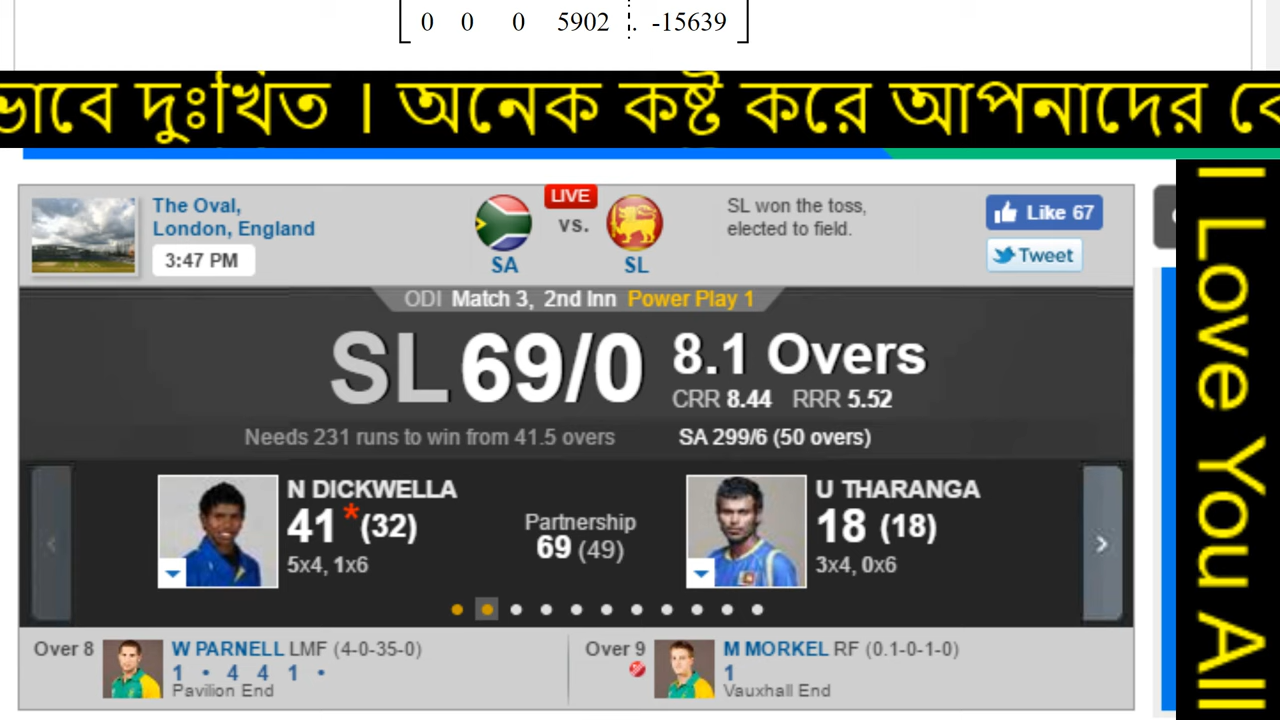 0 0 0 5902 . -15639
ভাবে দুঃখিত । অনেক কষ্ট করে আপনাদের
I Love You All
The Oval,
London, England
3:47 PM
SA
LIVE
vs.
SL
SL won the toss,
elected to field.
Like 67
Tweet
ODI Match 3, 2nd Inn Power Play 1
SL 69/0
8.1 Overs
CRR 8.44 RRR 5.52
Needs 231 runs to win from 41.5 overs
SA 299/6 (50 overs)
N DICKWELLA
41*(32)
5x4, 1x6
Partnership
69 (49)
U THARANGA
18 (18)
3x4, 0x6
Over 8
W PARNELL LMF (4-0-35-0)
1 • 4 4 1 •
Pavilion End
Over 9
M MORKEL RF (0.1-0-1-0)
1
Vauxhall End